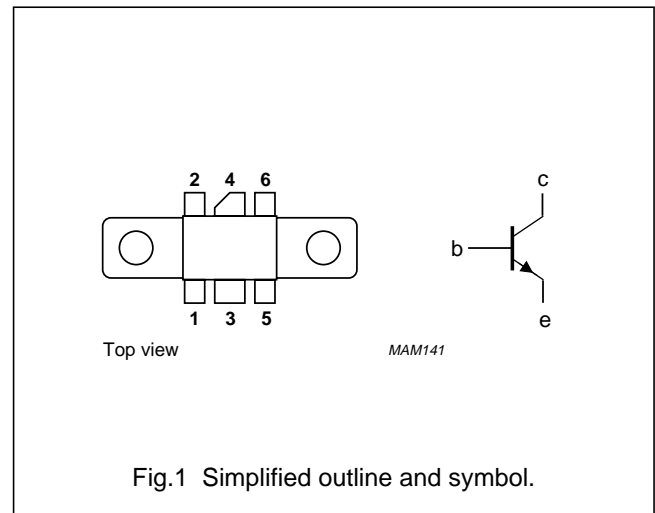 2 4 6
c
b
1 3 5
e
Top view
MAM141
Fig.1 Simplified outline and symbol.